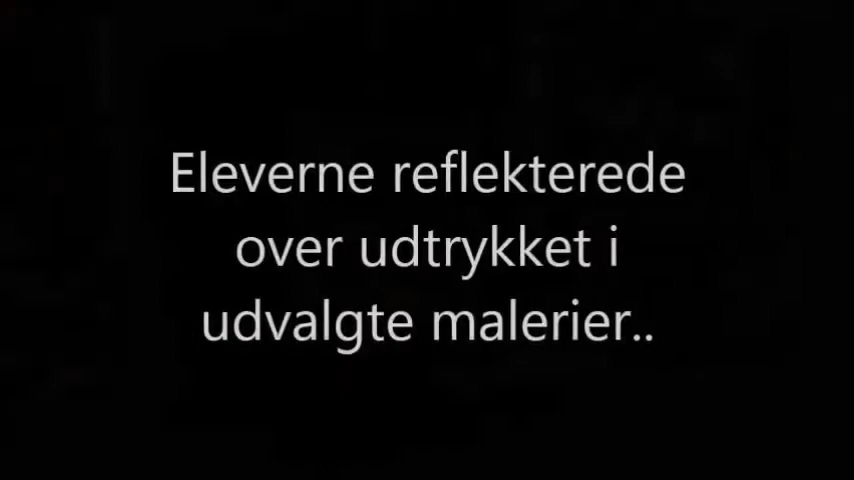 Eleverne reflekterede
over udtrykket i
udvalgte malerier..